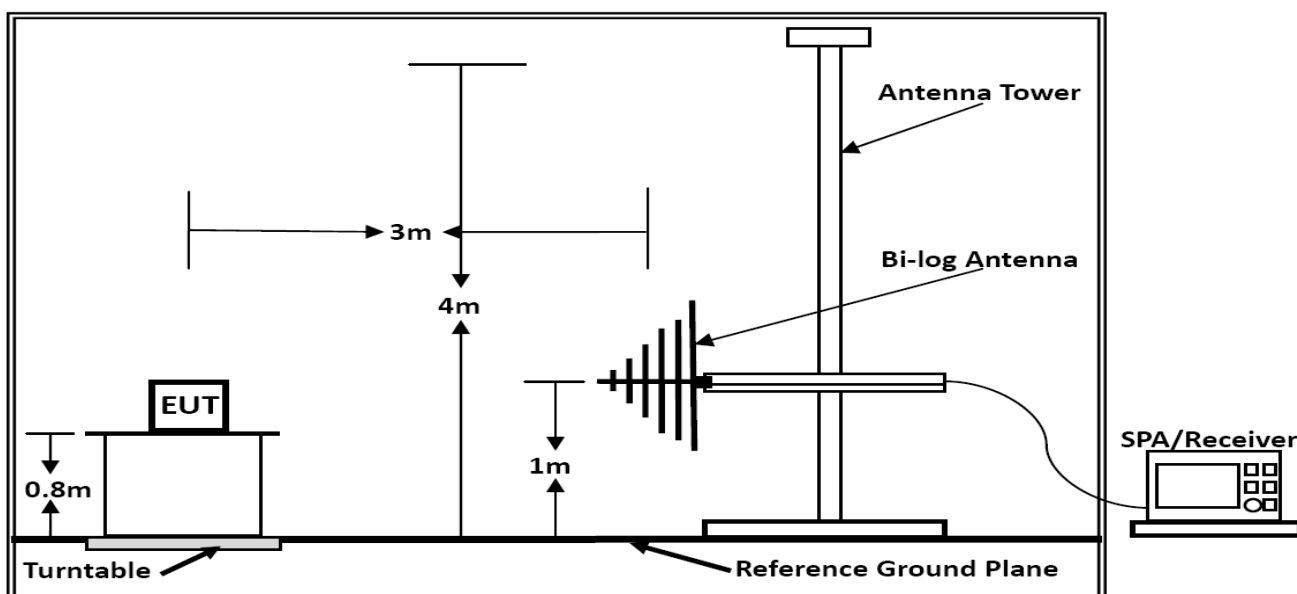 Antenna Tower
3m
Bi-log Antenna
4m
EUT
SPA/Receiver
1m
0.8m
Turntable
Reference Ground Plane